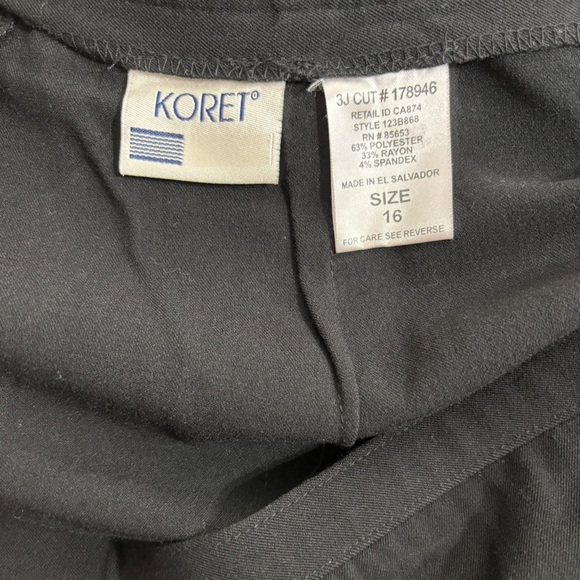 KORET®
3J CUT # 178946
RETAIL ID CA874
STYLE 123B868
RN # 85653
63% POLYESTER
33% RAYON
4% SPANDEX
MADE IN EL SALVADOR
SIZE
16
FOR CARE SEE REVERSE